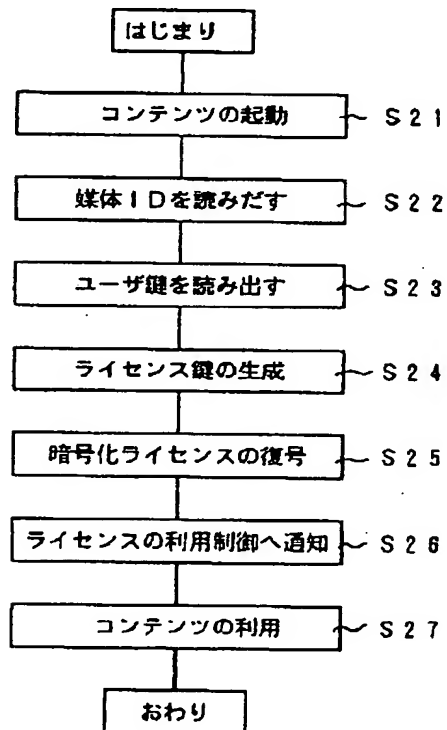 はじまり
コンテンツの起動 S21
媒体IDを読みだす S22
ユーザ鍵を読み出す S23
ライセンス鍵の生成 S24
暗号化ライセンスの復号 S25
ライセンスの利用制御へ通知 S26
コンテンツの利用 S27
おわり